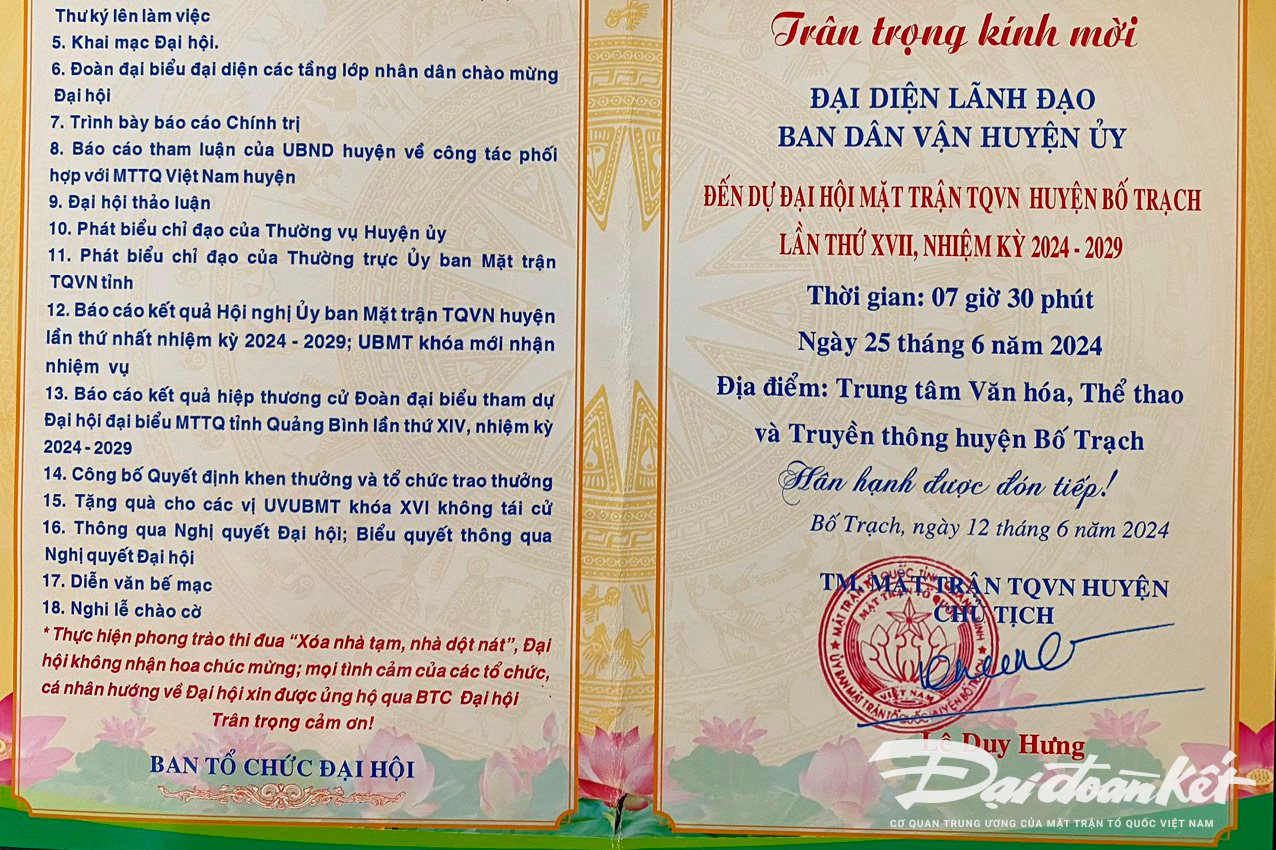 Thư ký lên làm việc
5. Khai mạc Đại hội.
6. Đoàn đại biểu đại diện các tầng lớp nhân dân chào mừng
Đại hội
7. Trình bày báo cáo Chính trị
8. Báo cáo tham luận của UBND huyện về công tác phối
hợp với MTTQ Việt Nam huyện
9. Đại hội thảo luận
10. Phát biểu chỉ đạo của Thường vụ Huyện ủy
11. Phát biểu chỉ đạo của Thường trực Ủy ban Mặt trận
TQVN tỉnh
12. Báo cáo kết quả Hội nghị Ủy ban Mặt trận TQVN huyện
lần thứ nhất nhiệm kỳ 2024 - 2029; UBMT khóa mới nhận
nhiệm vụ
13. Báo cáo kết quả hiệp thương cử Đoàn đại biểu tham dự
Đại hội đại biểu MTTQ tỉnh Quảng Bình lần thứ XIV, nhiệm kỳ
2024 - 2029
14. Công bố Quyết định khen thưởng và tổ chức trao thưởng
15. Tặng quà cho các vị UVUBMT khóa XVI không tái cử
16. Thông qua Nghị quyết Đại hội; Biểu quyết thông qua
Nghị quyết Đại hội
17. Diễn văn bế mạc
18. Nghi lễ chào cờ
* Thực hiện phong trào thi đua “Xóa nhà tạm, nhà dột nát”, Đại
hội không nhận hoa chúc mừng; mọi tình cảm của các tổ chức,
cá nhân hướng về Đại hội xin được ủng hộ qua BTC Đại hội
Trân trọng cảm ơn!
BAN TỔ CHỨC ĐẠI HỘI
Trân trọng kính mời
ĐẠI DIỆN LÃNH ĐẠO
BAN DÂN VẬN HUYỆN ỦY
ĐẾN DỰ ĐẠI HỘI MẶT TRẬN TQVN HUYỆN BỐ TRẠCH
LẦN THỨ XVII, NHIỆM KỲ 2024 - 2029
Thời gian: 07 giờ 30 phút
Ngày 25 tháng 6 năm 2024
Địa điểm: Trung tâm Văn hóa, Thể thao
và Truyền thông huyện Bố Trạch
Hân hạnh được đón tiếp!
Bố Trạch, ngày 12 tháng 6 năm 2024
TM. MẶT TRẬN TQVN HUYỆN
CHỦ TỊCH
MẶT TRẬN TỔ QUỐC
VIỆT NAM
ỦY BAN MẶT TRẬN TỔ QUỐC HUYỆN BỐ
Lê Duy Hưng
Đại đoàn kết
CƠ QUAN TRUNG ƯƠNG CỦA MẶT TRẬN TỔ QUỐC VIỆT NAM